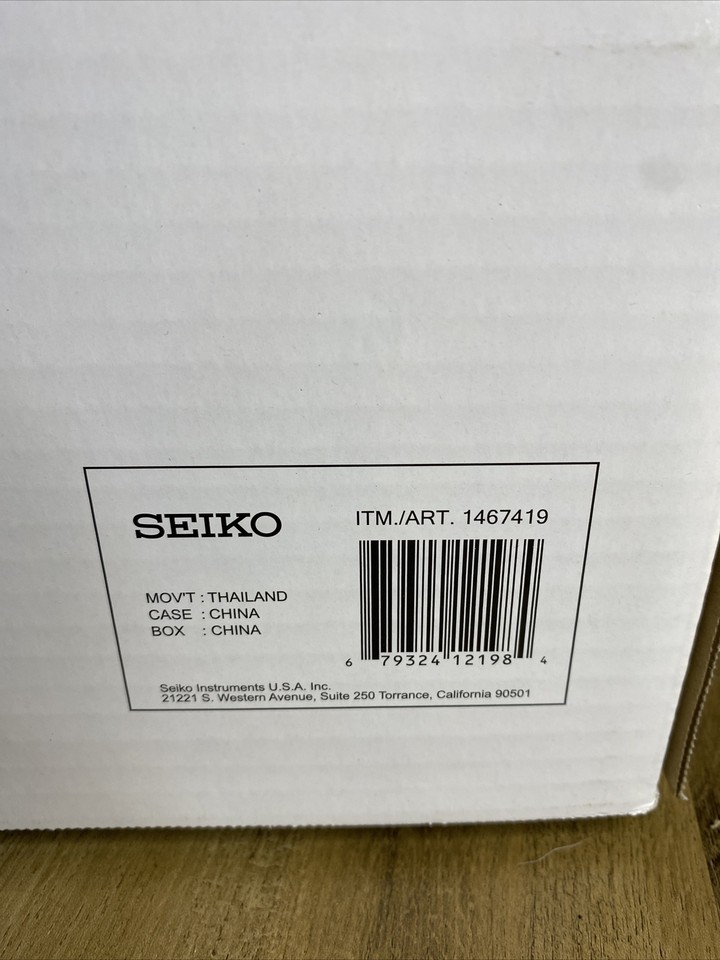 SEIKO
ITM./ART. 1467419
MOV'T : THAILAND
CASE : CHINA
BOX : CHINA
6 79324 12198 4
Seiko Instruments U.S.A. Inc.
21221 S. Western Avenue, Suite 250 Torrance, California 90501